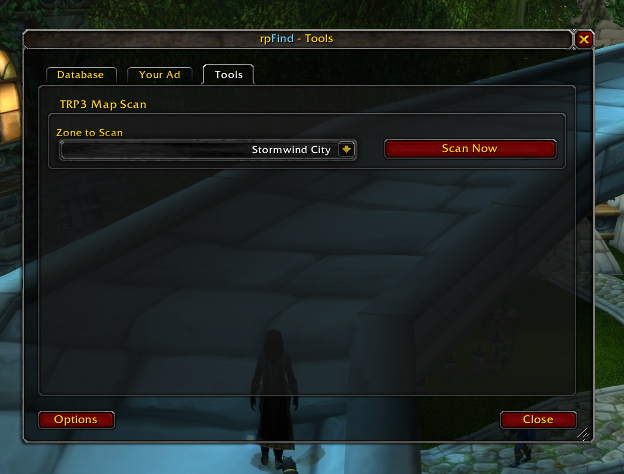 rpFind - Tools
Database
Your Ad
Tools
TRP3 Map Scan
Zone to Scan
Stormwind City
Scan Now
Options
Close